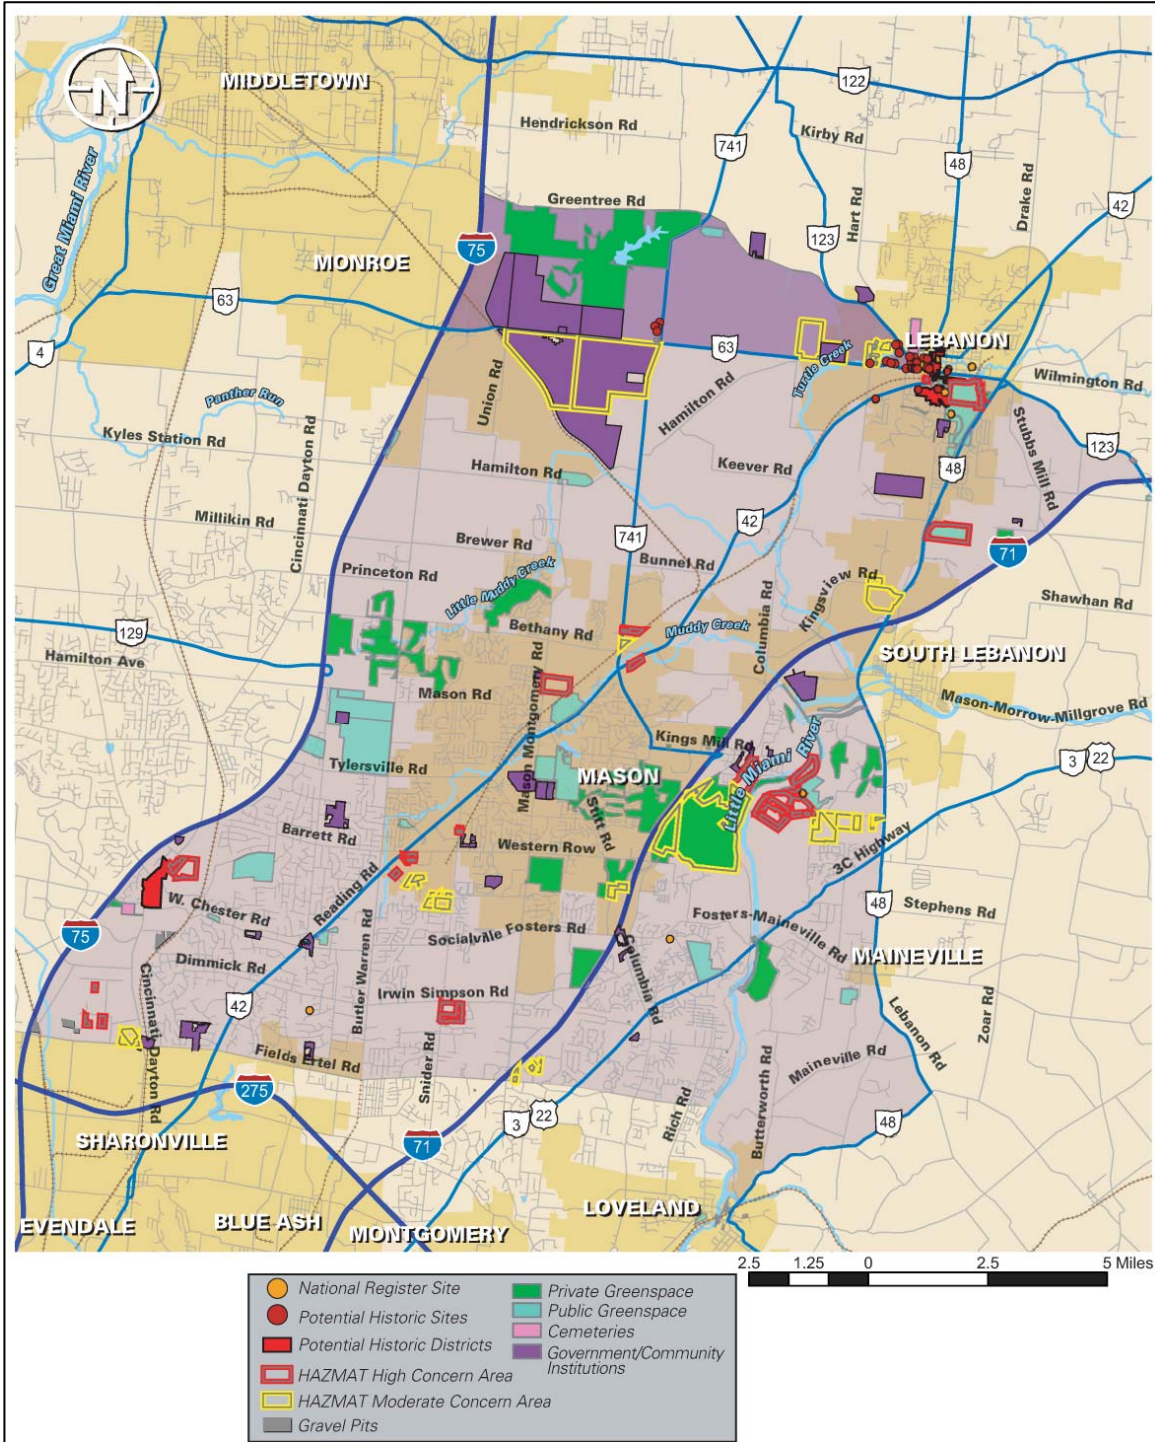 N
MIDDLETOWN
122
Hendrickson Rd
Kirby Rd
741
48
Drake Rd
42
Great Miami River
Greentree Rd
Hart Rd
123
75
MONROE
63
4
63
LEBANON
Turtle Creek
Wilmington Rd
Union Rd
Hamilton Rd
Panther Run
Kyles Station Rd
Cincinnati Dayton Rd
Stubbs Mill Rd
123
Hamilton Rd
Keever Rd
48
Millikin Rd
42
741
Brewer Rd
Bunnel Rd
71
Princeton Rd
Little Muddy Creek
Columbia Rd
Kingsview Rd
Shawhan Rd
129
Bethany Rd
Muddy Creek
Hamilton Ave
SOUTH LEBANON
Mason Rd
Mason Montgomery Rd
Mason-Morrow-Millgrove Rd
Kings Mill Rd
Little Miami River
3
22
Tylersville Rd
MASON
Stitt Rd
Barrett Rd
Western Row
3C Highway
Reading Rd
W. Chester Rd
48
Stephens Rd
75
Socialville Fosters Rd
Fosters-Maineville Rd
MAINEVILLE
Dimmick Rd
Butler Warren Rd
Columbia Rd
Cincinnati Dayton Rd
42
Irwin Simpson Rd
Lebanon Rd
Zoar Rd
Fields Ertel Rd
Snider Rd
Maineville Rd
275
Rich Rd
Butterworth Rd
SHARONVILLE
71
3
22
48
EVENDALE
BLUE ASH
MONTGOMERY
LOVELAND
2.5 1.25 0 2.5 5 Miles
National Register Site
Potential Historic Sites
Potential Historic Districts
HAZMAT High Concern Area
HAZMAT Moderate Concern Area
Gravel Pits
Private Greenspace
Public Greenspace
Cemeteries
Government/Community
Institutions